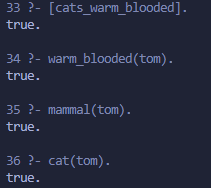 33 ?- [cats_warm_blooded].
true.
34 ?- warm_blooded(tom).
true.
35 ?- mammal(tom).
true.
36 ?- cat(tom).
true.